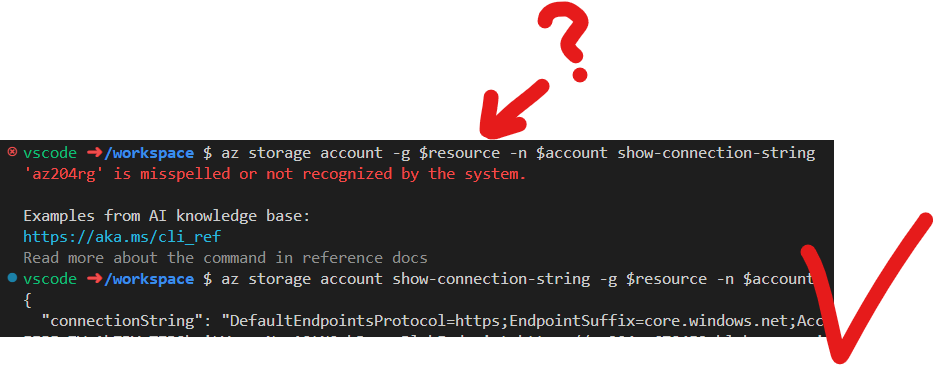 ?
vscode ➜ /workspace $ az storage account -g $resource -n $account show-connection-string
'az204rg' is misspelled or not recognized by the system.
Examples from AI knowledge base:
https://aka.ms/cli_ref
Read more about the command in reference docs
vscode ➜ /workspace $ az storage account show-connection-string -g $resource -n $account
{
"connectionString": "DefaultEndpointsProtocol=https;EndpointSuffix=core.windows.net;Acc